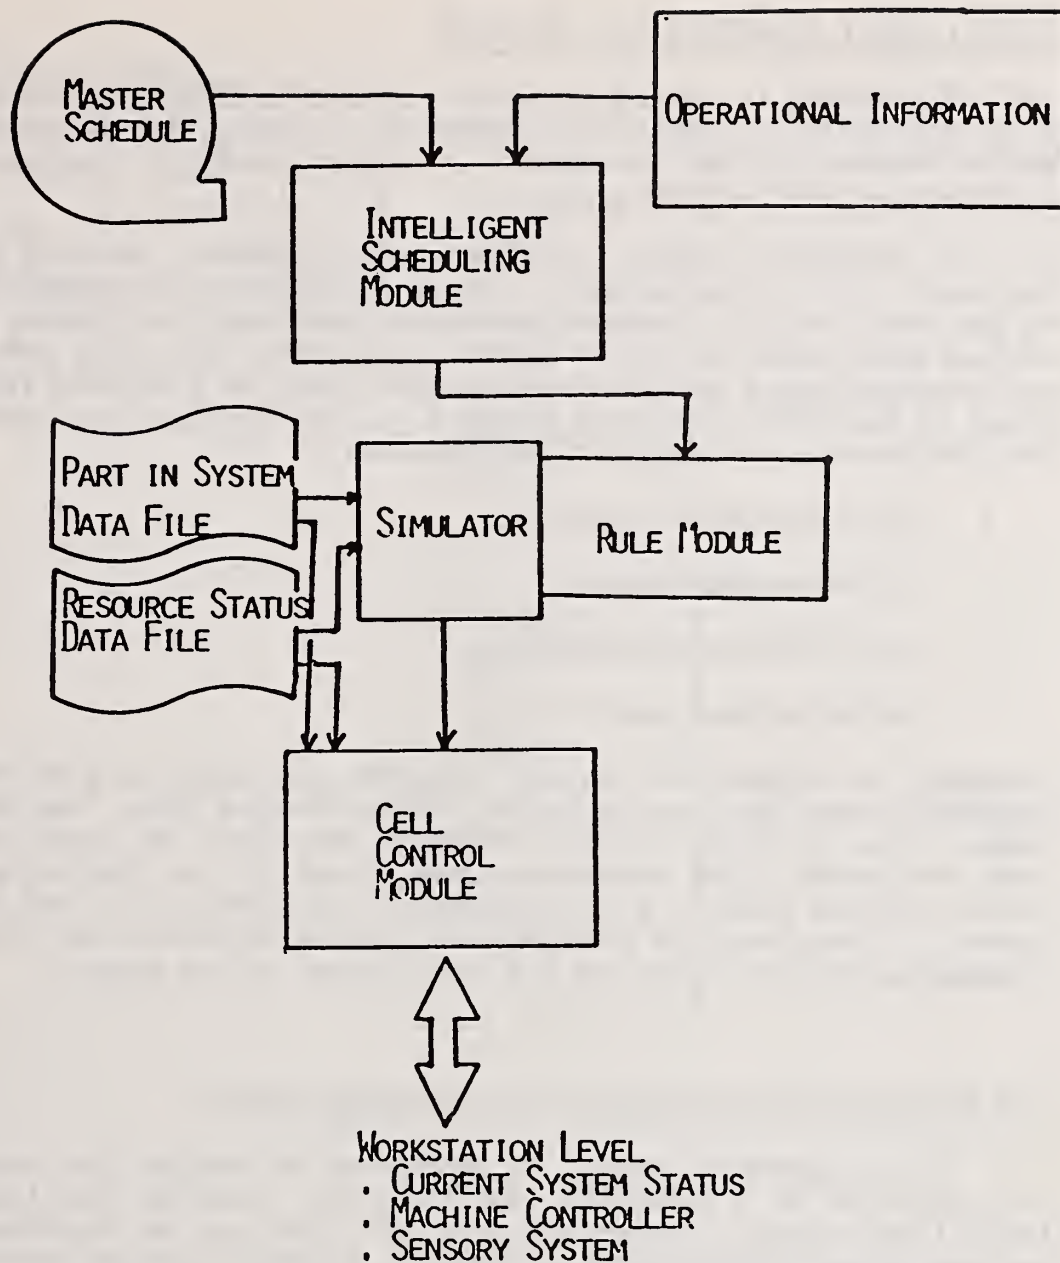 MASTER
SCHEDULE
OPERATIONAL INFORMATION
INTELLIGENT
SCHEDULING
MODULE
PART IN SYSTEM
DATA FILE
SIMULATOR
RULE MODULE
RESOURCE STATUS
DATA FILE
CELL
CONTROL
MODULE
WORKSTATION LEVEL
. CURRENT SYSTEM STATUS
. MACHINE CONTROLLER
. SENSORY SYSTEM